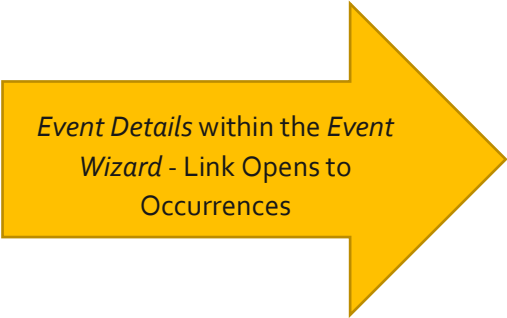 Event Details within the Event
Wizard - Link Opens to
Occurrences